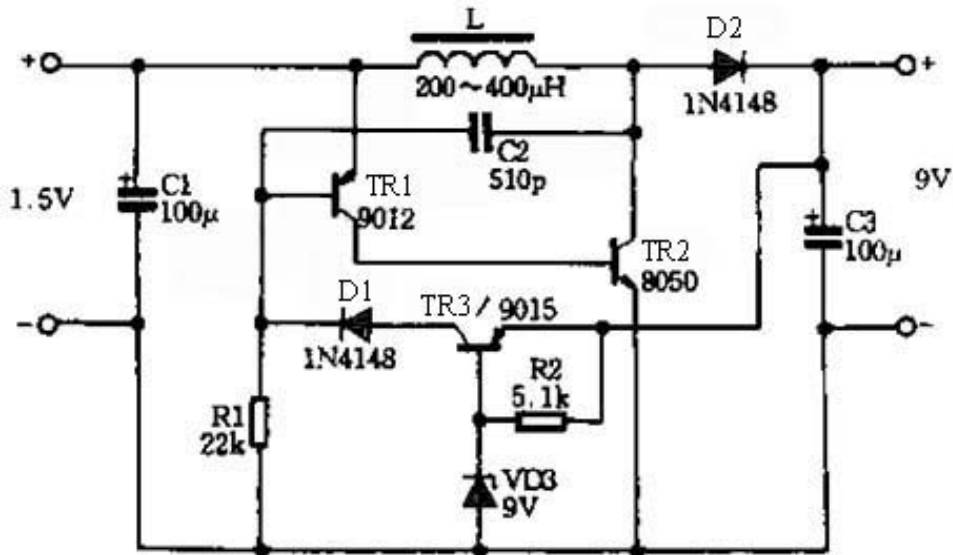 L
D2
+
+
200～400μH
1N4148
C2
510p
1.5V
+
C1
100μ
TR1
9012
9V
+
C3
100μ
TR2
8050
−
D1
1N4148
TR3 / 9015
−
R2
5.1k
R1
22k
VD3
9V